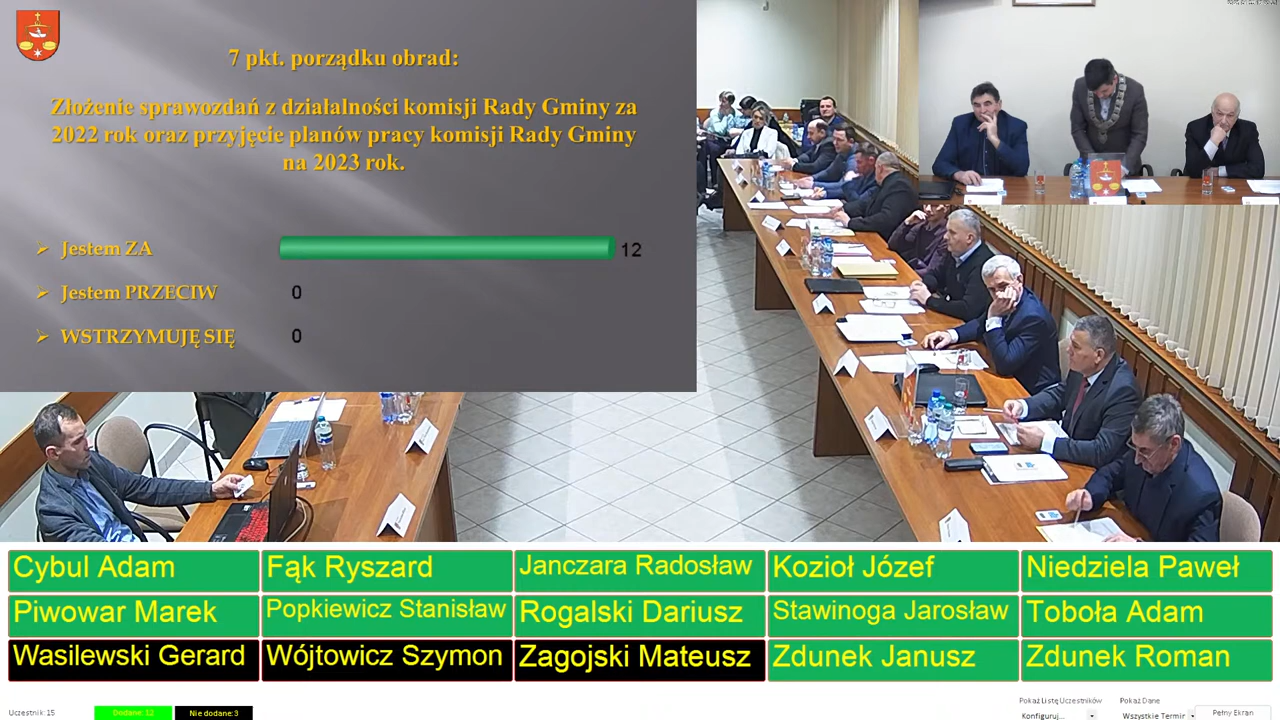 7 pkt. porządku obrad:
Złożenie sprawozdań z działalności komisji Rady Gminy za
2022 rok oraz przyjęcie planów pracy komisji Rady Gminy
na 2023 rok.
Jestem ZA 12
Jestem PRZECIW 0
WSTRZYMUJĘ SIĘ 0
Cybul Adam Fąk Ryszard Janczara Radosław Kozioł Józef Niedziela Paweł
Piwowar Marek Popkiewicz Stanisław Rogalski Dariusz Stawinoga Jarosław Toboła Adam
Wasilewski Gerard Wójtowicz Szymon Zagojski Mateusz Zdunek Janusz Zdunek Roman
Pokaż Listę Uczestników Pokaż Dane
Uczestnik: 15 Dodane: 12 Nie dodane: 3 Konfiguruj... Wszystkie Termir Pełny Ekran